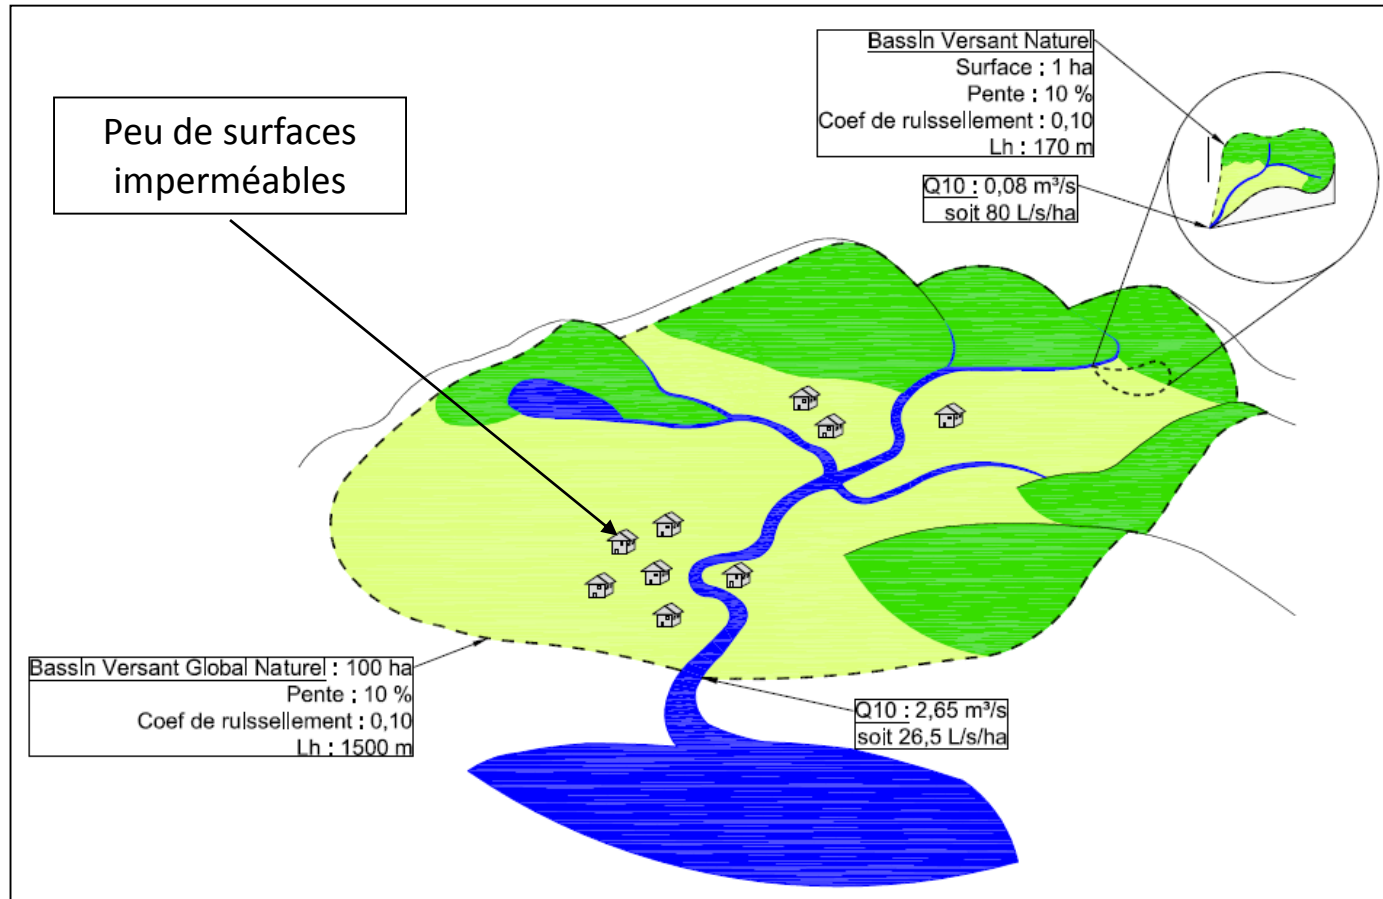 Bassin Versant Naturel
Surface : 1 ha
Pente : 10 %
Coef de ruissellement : 0,10
Lh : 170 m
Peu de surfaces
imperméables
Q10 : 0,08 m³/s
soit 80 L/s/ha
Bassin Versant Global Naturel : 100 ha
Pente : 10 %
Coef de ruissellement : 0,10
Lh : 1500 m
Q10 : 2,65 m³/s
soit 26,5 L/s/ha